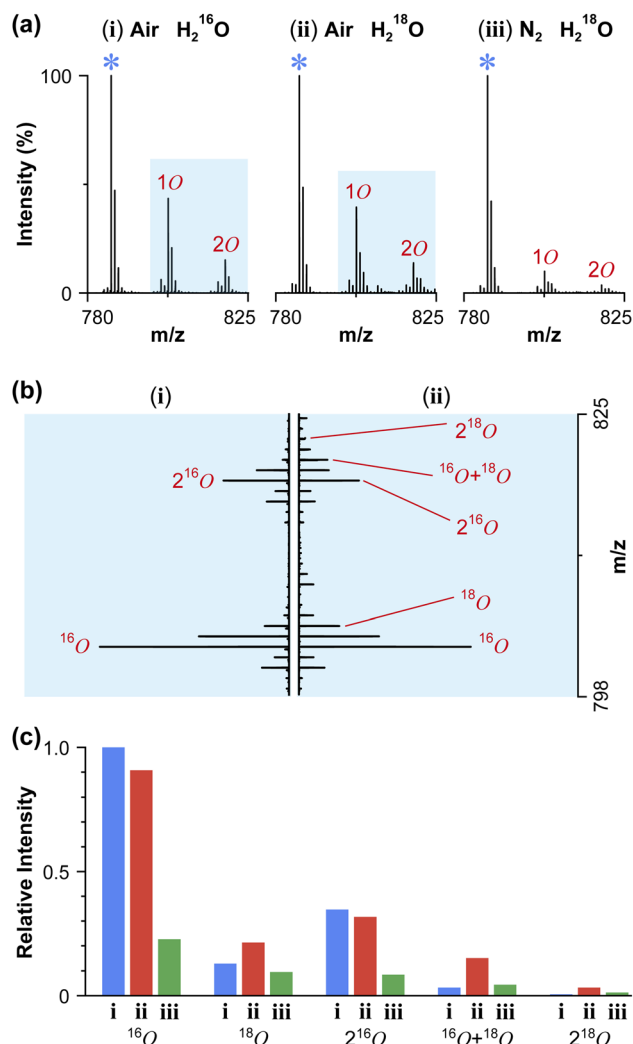 (a) (i) Air H₂¹⁶O (ii) Air H₂¹⁸O (iii) N₂ H₂¹⁸O
* * *
100
Intensity (%)
0
1O 2O 1O 2O 1O 2O
780 825 780 825 780 825
m/z m/z m/z
(b) (i) (ii)
825
2¹⁸O
¹⁶O+¹⁸O
2¹⁶O
2¹⁶O
m/z
¹⁸O
¹⁶O ¹⁶O
798
(c)
1.0
Relative Intensity
0.5
0
i ii iii i ii iii i ii iii i ii iii i ii iii
¹⁶O ¹⁸O 2¹⁶O ¹⁶O+¹⁸O 2¹⁸O